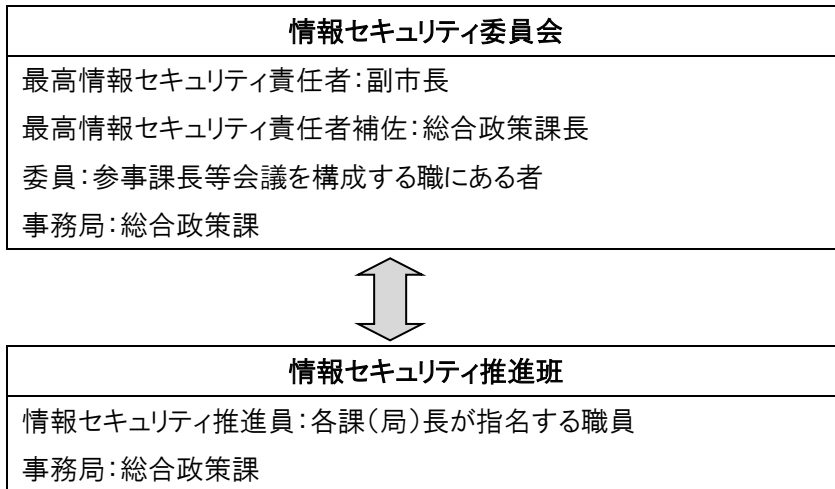 情報セキュリティ委員会
最高情報セキュリティ責任者：副市長
最高情報セキュリティ責任者補佐：総合政策課長
委員：参事課長等会議を構成する職にある者
事務局：総合政策課
情報セキュリティ推進班
情報セキュリティ推進員：各課（局）長が指名する職員
事務局：総合政策課